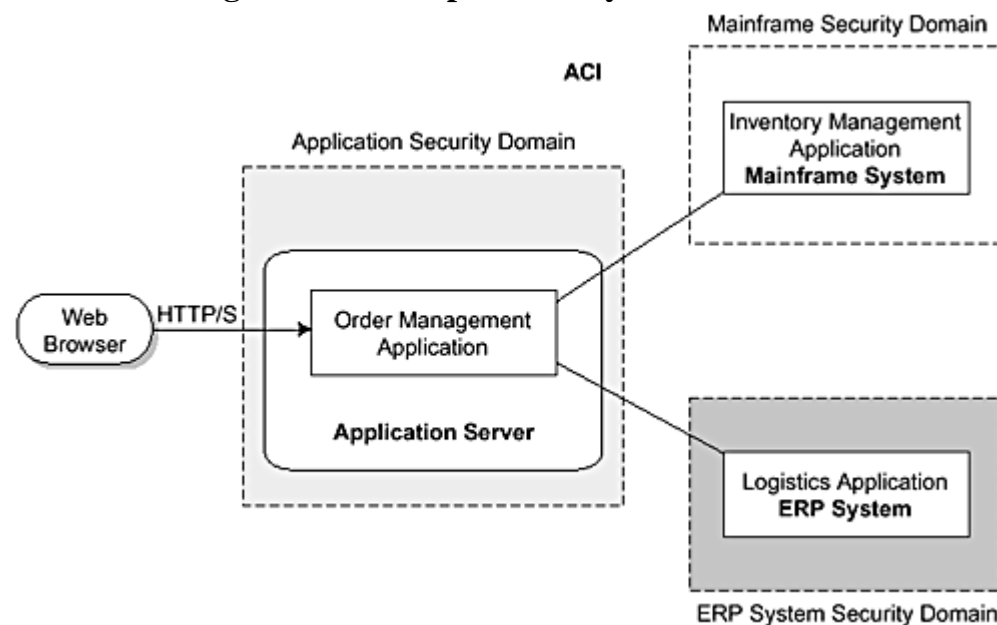 Mainframe Security Domain
ACI
Inventory Management
Application
Mainframe System
Application Security Domain
Web
Browser
HTTP/S
Order Management
Application
Application Server
Logistics Application
ERP System
ERP System Security Domain